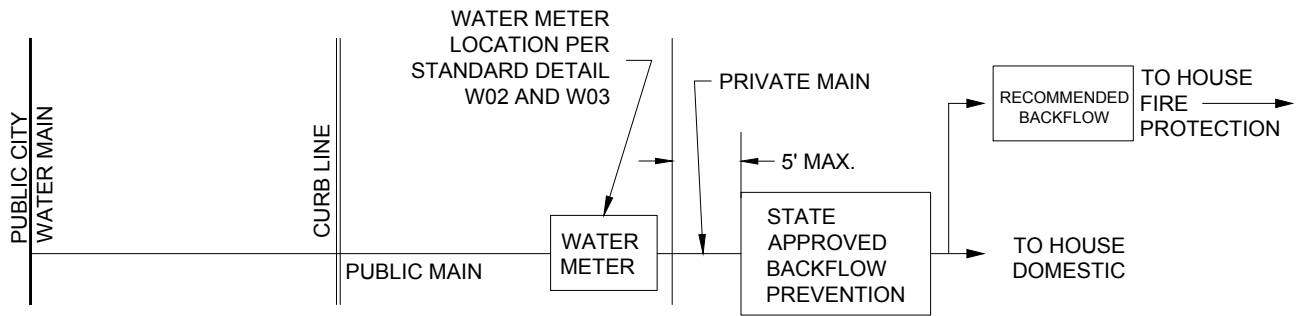 PUBLIC CITY
WATER MAIN
CURB LINE
PUBLIC MAIN
WATER METER
LOCATION PER
STANDARD DETAIL
W02 AND W03
WATER
METER
PRIVATE MAIN
5' MAX.
STATE
APPROVED
BACKFLOW
PREVENTION
RECOMMENDED
BACKFLOW
TO HOUSE
FIRE
PROTECTION
TO HOUSE
DOMESTIC